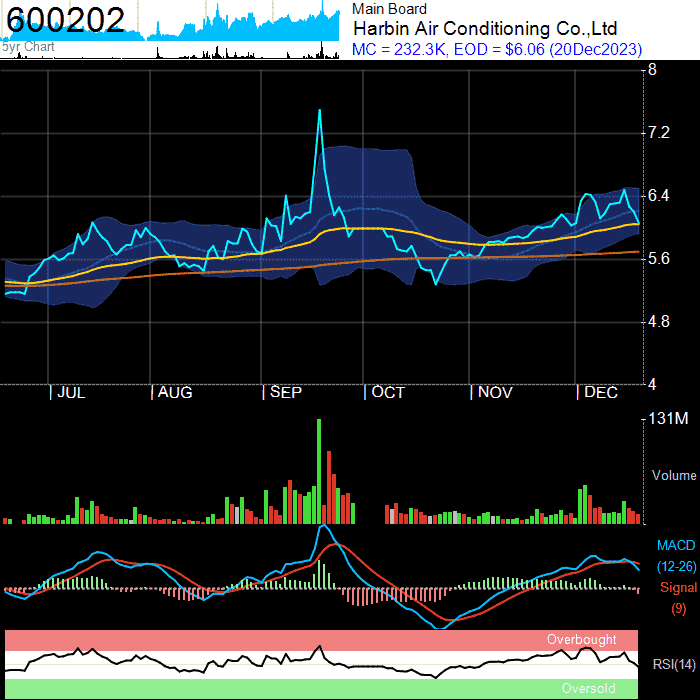 600202
5yr Chart
Main Board
Harbin Air Conditioning Co.,Ltd
MC = 232.3K, EOD = $6.06 (20Dec2023)
8
7.2
6.4
5.6
4.8
4
| JUL | AUG | SEP | OCT | NOV | DEC
131M
Volume
MACD
(12-26)
Signal
(9)
Overbought
RSI(14)
Oversold